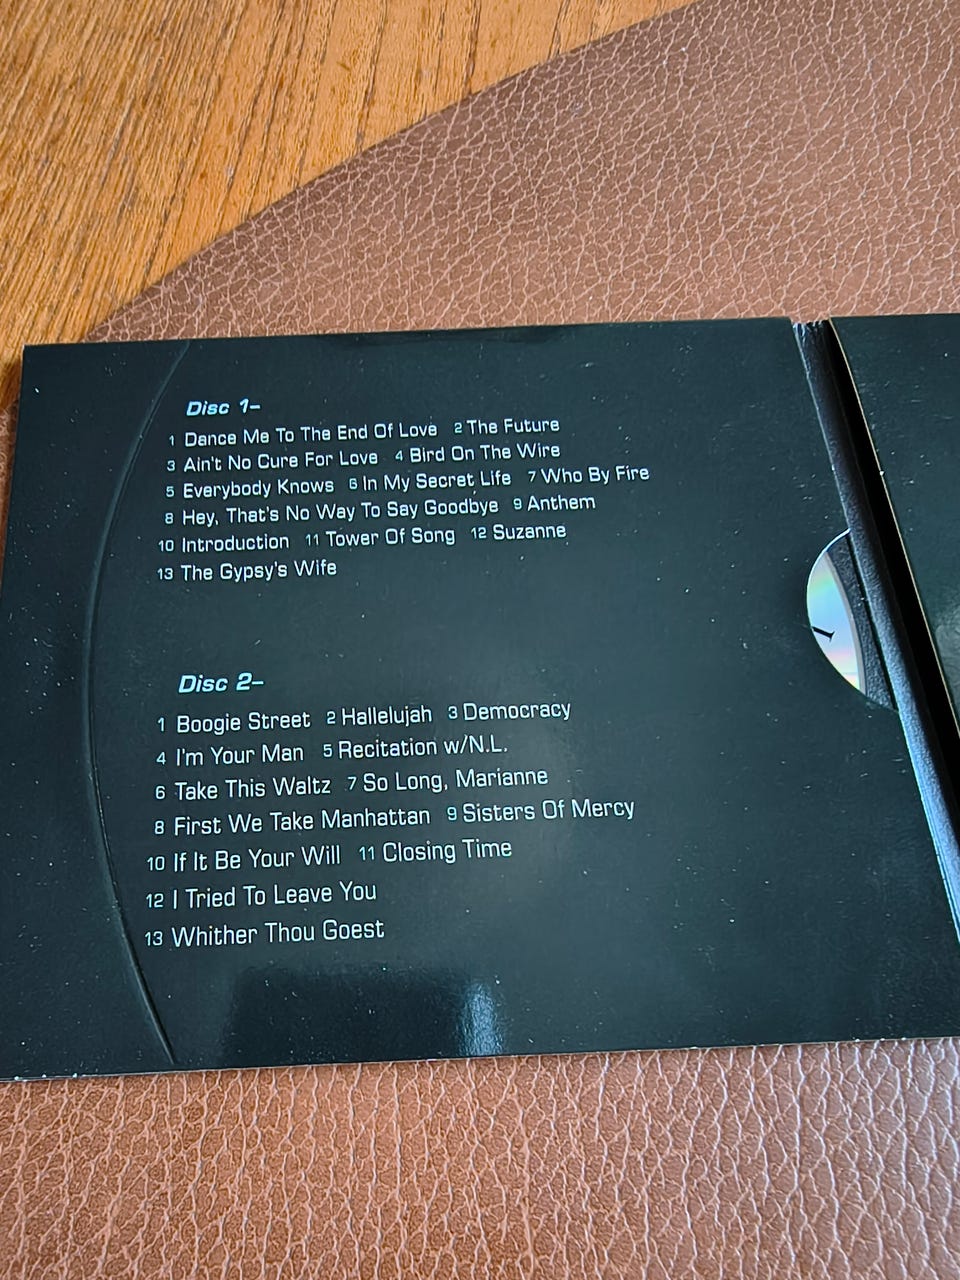 Disc 1-
1 Dance Me To The End Of Love 2 The Future
3 Ain't No Cure For Love 4 Bird On The Wire
5 Everybody Knows 6 In My Secret Life 7 Who By Fire
8 Hey, That's No Way To Say Goodbye 9 Anthem
10 Introduction 11 Tower Of Song 12 Suzanne
13 The Gypsy's Wife
Disc 2-
1 Boogie Street 2 Hallelujah 3 Democracy
4 I'm Your Man 5 Recitation w/N.L.
6 Take This Waltz 7 So Long, Marianne
8 First We Take Manhattan 9 Sisters Of Mercy
10 If It Be Your Will 11 Closing Time
12 I Tried To Leave You
13 Whither Thou Goest